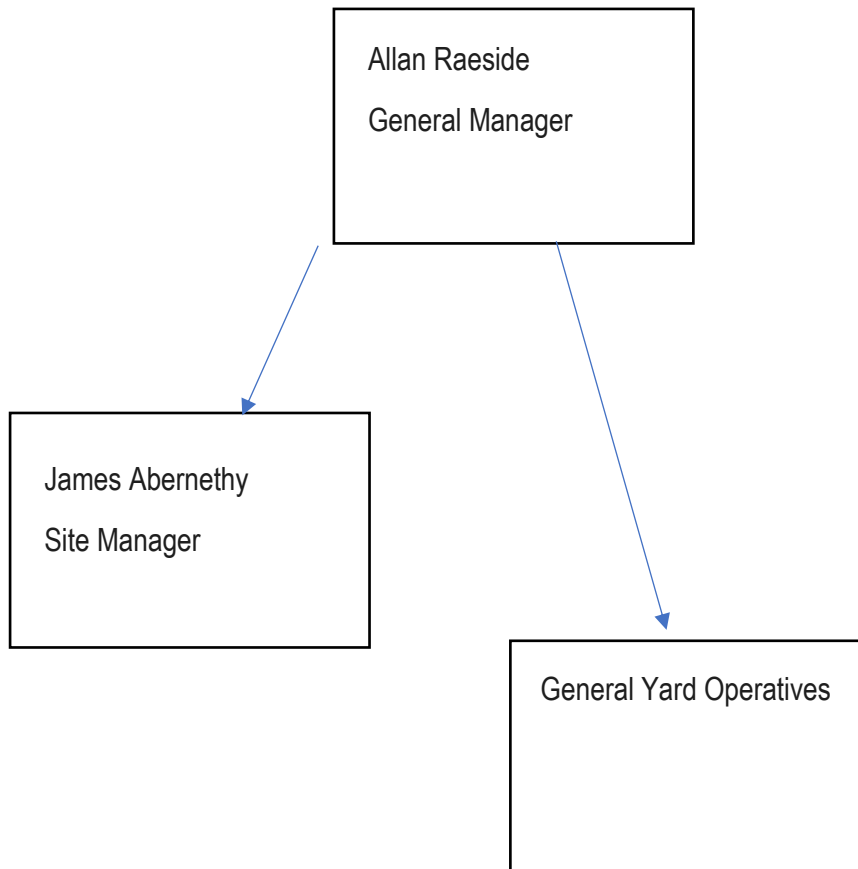 Allan Raeside
General Manager
James Abernethy
Site Manager
General Yard Operatives